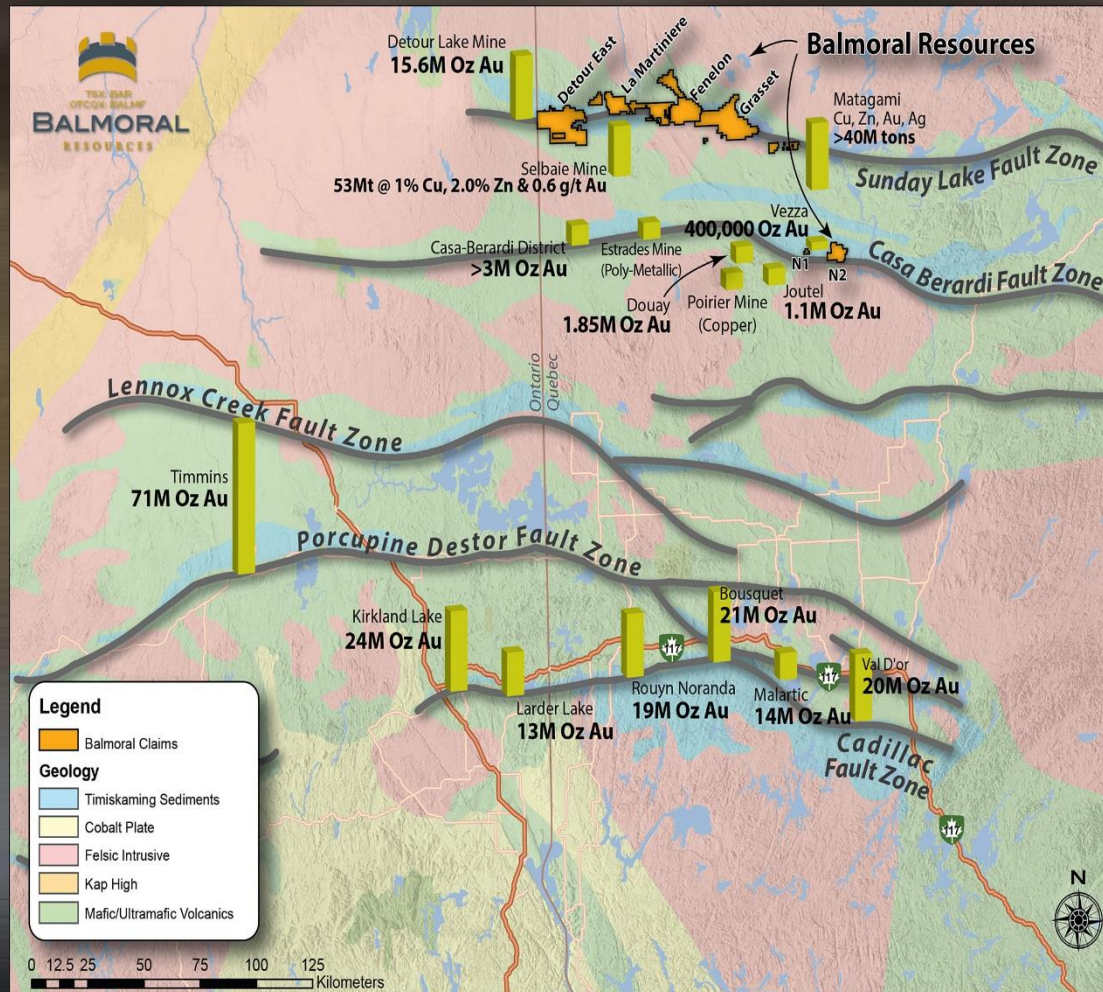 TSX: BAR
OTCQX: BALMF
BALMORAL
RESOURCES
Detour Lake Mine
15.6M Oz Au
Detour East
La Martiniere
Fenelon
Grasset
Balmoral Resources
Matagami
Cu, Zn, Au, Ag
>40M tons
Sunday Lake Fault Zone
Selbaie Mine
53Mt @ 1% Cu, 2.0% Zn & 0.6 g/t Au
Vezza
400,000 Oz Au
Casa-Berardi District
>3M Oz Au
Estrades Mine
(Poly-Metallic)
N1
N2
Casa Berardi Fault Zone
Douay
1.85M Oz Au
Poirier Mine
(Copper)
Joutel
1.1M Oz Au
Ontario
Quebec
Lennox Creek Fault Zone
Timmins
71M Oz Au
Porcupine Destor Fault Zone
Kirkland Lake
24M Oz Au
Bousquet
21M Oz Au
117
Larder Lake
13M Oz Au
Rouyn Noranda
19M Oz Au
Malartic
14M Oz Au
117
Val D'or
20M Oz Au
Cadillac
Fault Zone
117
Legend
Balmoral Claims
Geology
Timiskaming Sediments
Cobalt Plate
Felsic Intrusive
Kap High
Mafic/Ultramafic Volcanics
N
0 12.5 25 50 75 100 125
Kilometers